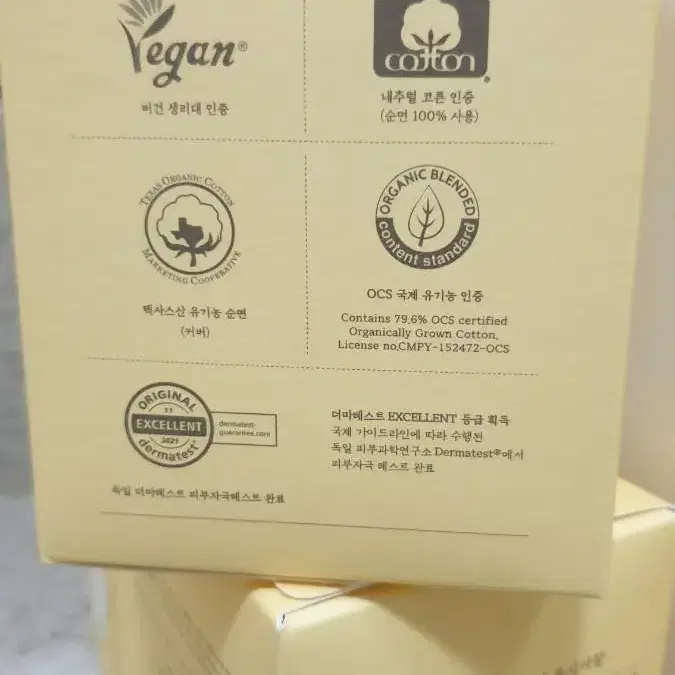 Vegan®
비건 생리대 인증
cotton®
내추럴 코튼 인증
(순면 100% 사용)
TEXAS ORGANIC COTTON
MARKETING COOPERATIVE
텍사스산 유기농 순면
(커버)
ORGANIC BLENDED
content standard
OCS 국제 유기농 인증
Contains 79.6% OCS certified
Organically Grown Cotton.
License no.CMPY-152472-OCS
ORIGINAL
EXCELLENT
2021
dermatest®
dermatest-
guarantee.com
독일 더마테스트 피부자극테스트 완료
더마테스트 EXCELLENT 등급 획득
국제 가이드라인에 따라 수행된
독일 피부과학연구소 Dermatest®에서
피부자극 테스트 완료